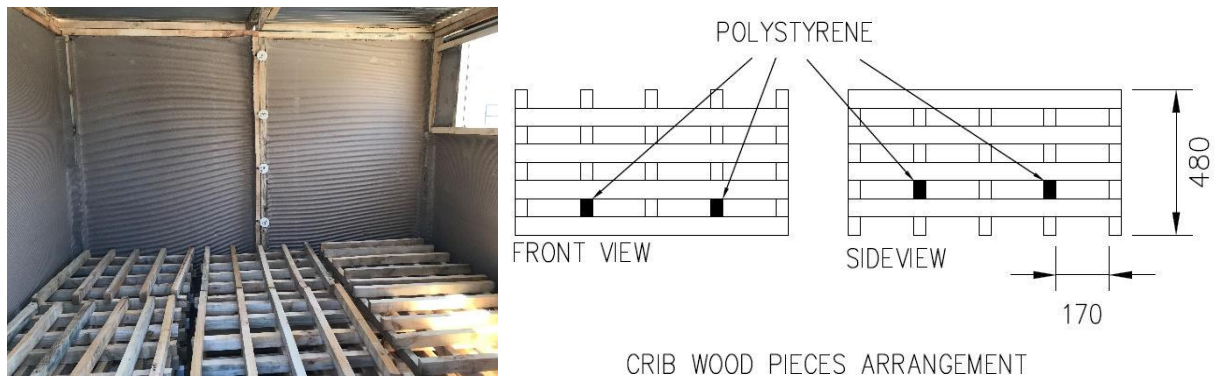 POLYSTYRENE
FRONT VIEW
SIDEVIEW
480
170
CRIB WOOD PIECES ARRANGEMENT